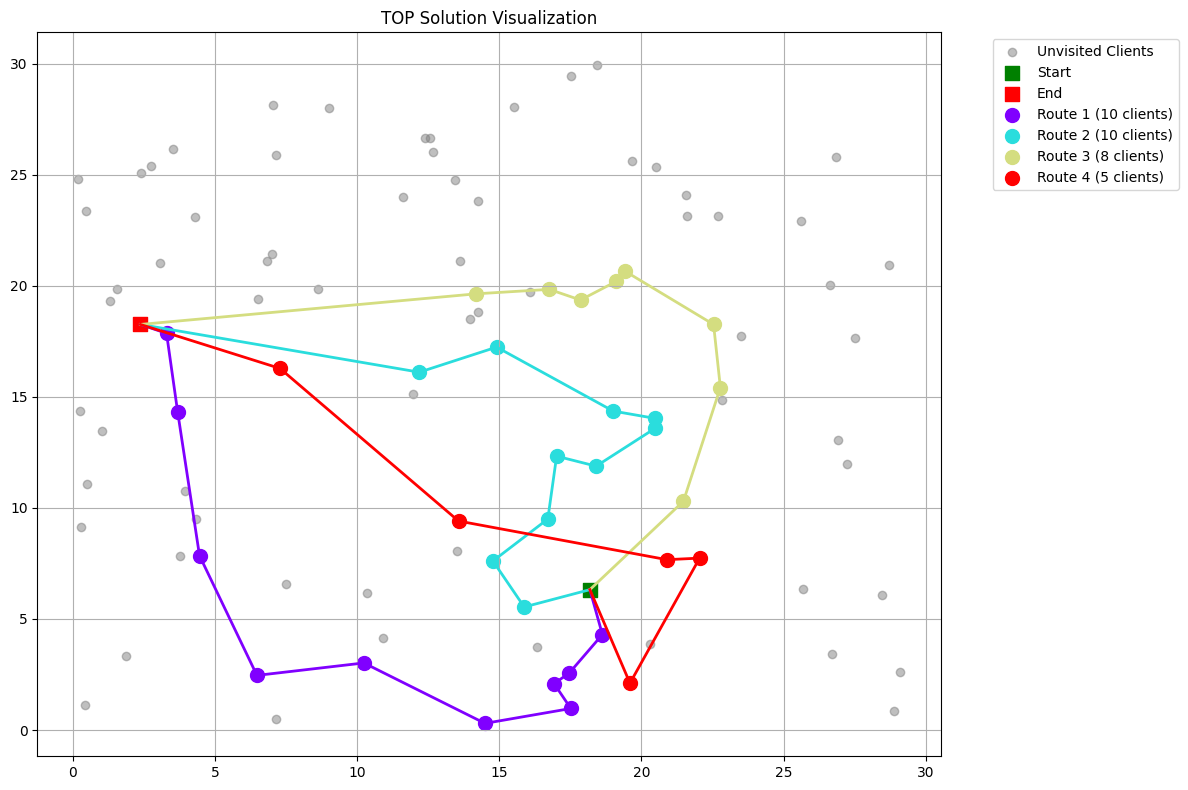 TOP Solution Visualization
Unvisited Clients
Start
End
Route 1 (10 clients)
Route 2 (10 clients)
Route 3 (8 clients)
Route 4 (5 clients)
30
25
20
15
10
5
0
0 5 10 15 20 25 30